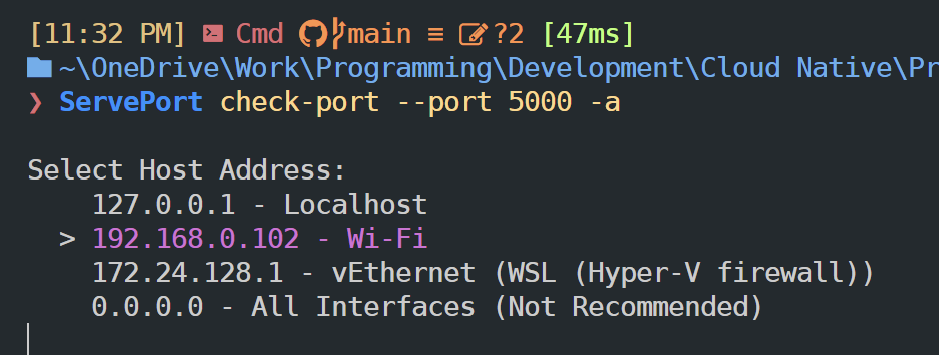 [11:32 PM] Cmd main ≡ ?2 [47ms]
~\OneDrive\Work\Programming\Development\Cloud Native\Pr
❯ ServePort check-port --port 5000 -a
Select Host Address:
127.0.0.1 - Localhost
> 192.168.0.102 - Wi-Fi
172.24.128.1 - vEthernet (WSL (Hyper-V firewall))
0.0.0.0 - All Interfaces (Not Recommended)